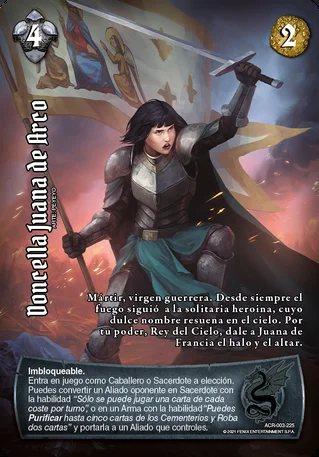 4
2
Doncella Juana de Arco
Mártir, virgen guerrera. Desde siempre el
fuego siguió a la solitaria heroina, cuyo
dulce nombre resuena en el cielo. Por
tu poder, Rey del Cielo, dale a Juana de
Francia el halo y el altar.
Imbloqueable.
Entra en juego como Caballero o Sacerdote a elección.
Puedes convertir un Aliado oponente en Sacerdote con
la habilidad "Sólo se puede jugar una carta de cada
coste por turno", o en un Arma con la habilidad "Puedes
Purificar hasta cinco cartas de los Cementerios y Roba
dos cartas" y portarla a un Aliado que controles.
ACR-003-225
© 2021 FENIX ENTERTAINMENT S.P.A.